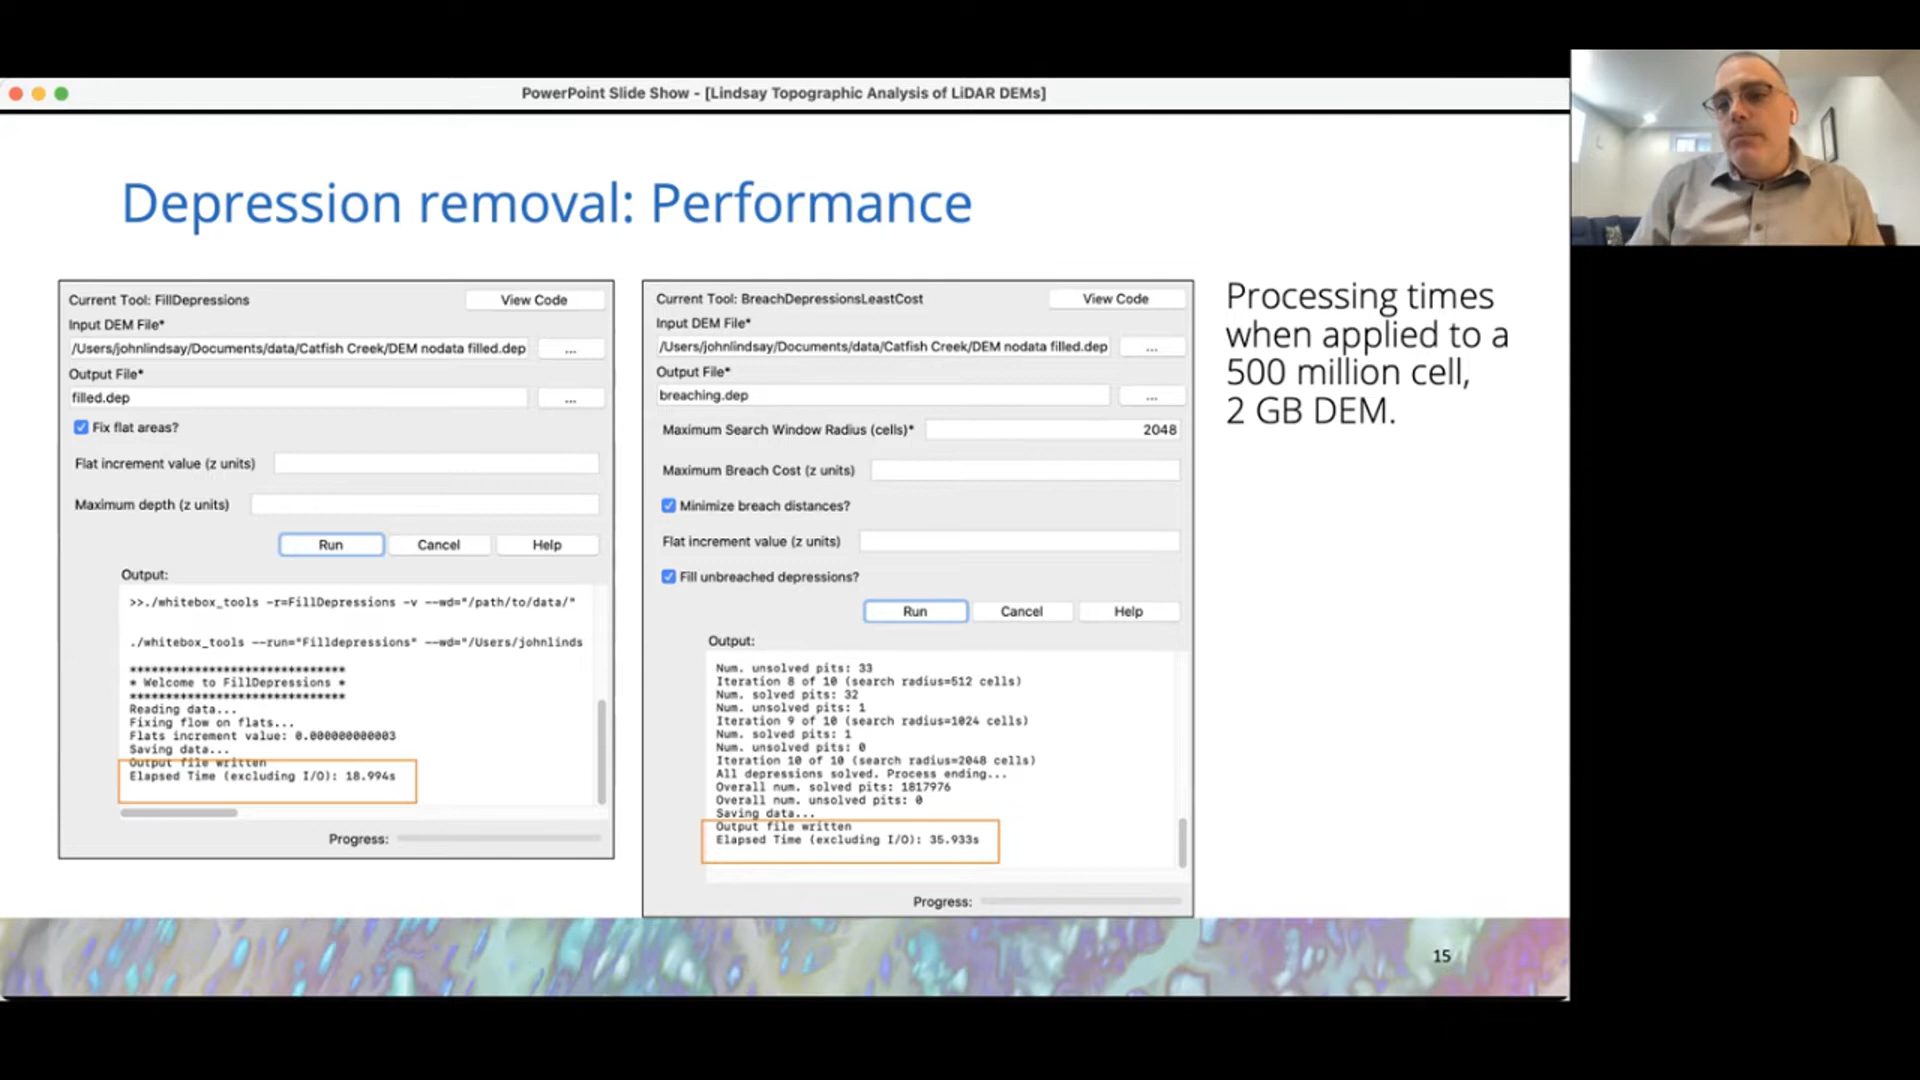 PowerPoint Slide Show - [Lindsay Topographic Analysis of LiDAR DEMs]
Depression removal: Performance
Current Tool: FillDepressions
View Code
Input DEM File*
/Users/johnlindsay/Documents/data/Catfish Creek/DEM nodata filled.dep
...
Output File*
filled.dep
...
Fix flat areas?
Flat increment value (z units)
Maximum depth (z units)
Run
Cancel
Help
Output:
>>./whitebox_tools -r=FillDepressions -v --wd="/path/to/data/"
./whitebox_tools --run="Filldepressions" --wd="/Users/johnlinds
******************************
* Welcome to FillDepressions *
******************************
Reading data...
Fixing flow on flats...
Flats increment value: 0.000000000003
Saving data...
Output file written
Elapsed Time (excluding I/O): 18.994s
Progress:
Current Tool: BreachDepressionsLeastCost
View Code
Input DEM File*
/Users/johnlindsay/Documents/data/Catfish Creek/DEM nodata filled.dep
...
Output File*
breaching.dep
...
Maximum Search Window Radius (cells)*
2048
Maximum Breach Cost (z units)
Minimize breach distances?
Flat increment value (z units)
Fill unbreached depressions?
Run
Cancel
Help
Output:
Num. unsolved pits: 33
Iteration 8 of 10 (search radius=512 cells)
Num. solved pits: 32
Num. unsolved pits: 1
Iteration 9 of 10 (search radius=1024 cells)
Num. solved pits: 1
Num. unsolved pits: 0
Iteration 10 of 10 (search radius=2048 cells)
All depressions solved. Process ending...
Overall num. solved pits: 1817976
Overall num. unsolved pits: 0
Saving data...
Output file written
Elapsed Time (excluding I/O): 35.933s
Progress:
Processing times
when applied to a
500 million cell,
2 GB DEM.
15